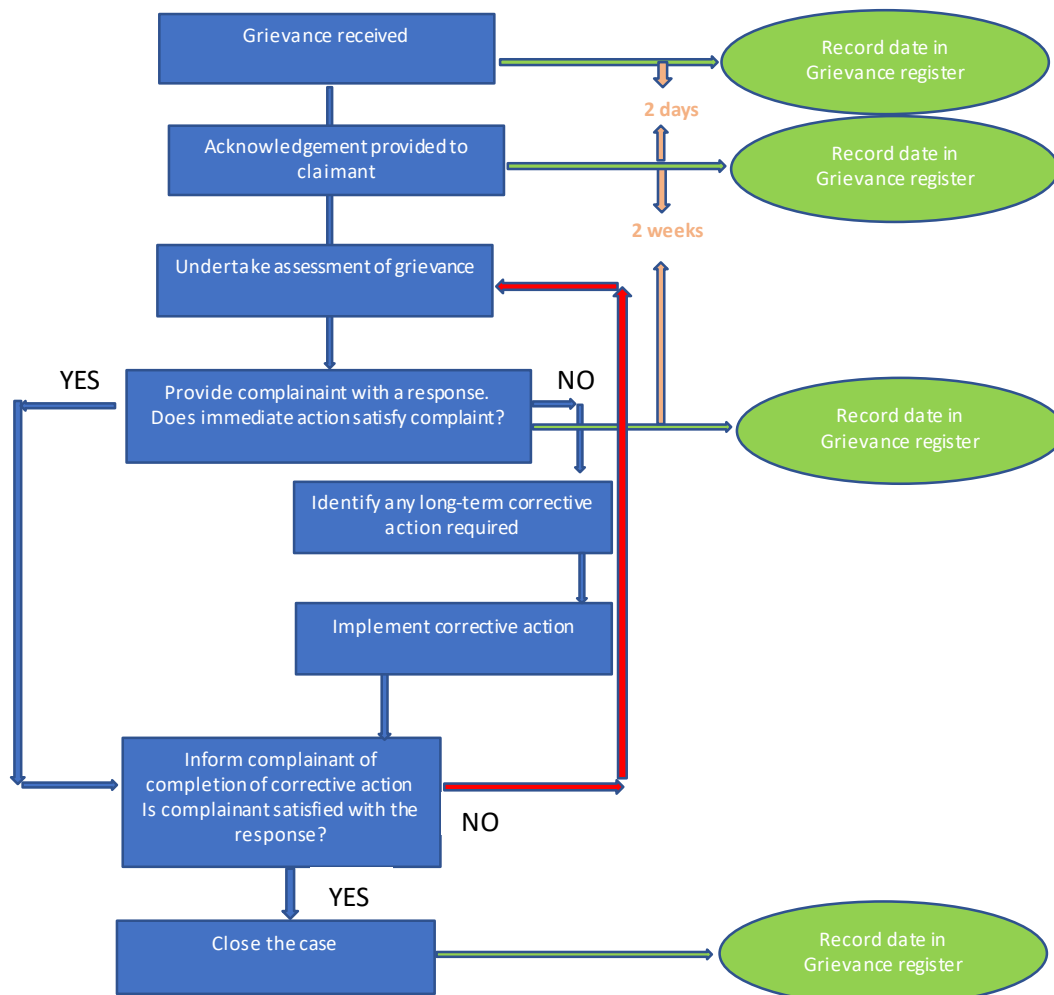 Grievance received
Record date in
Grievance register
2 days
Acknowledgement provided to
claimant
Record date in
Grievance register
2 weeks
Undertake assessment of grievance
YES
Provide complainaint with a response.
Does immediate action satisfy complaint?
NO
Record date in
Grievance register
Identify any long-term corrective
action required
Implement corrective action
Inform complainant of
completion of corrective action
Is complainant satisfied with the
response?
NO
YES
Close the case
Record date in
Grievance register